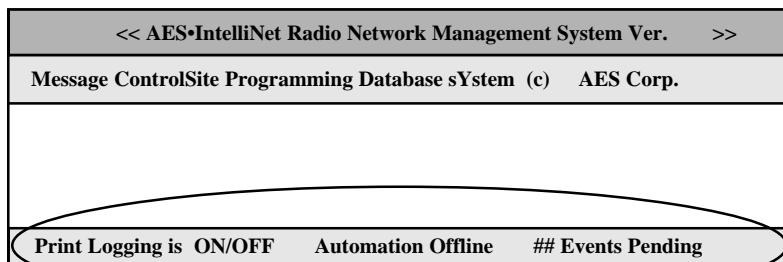 << AES•IntelliNet Radio Network Management System Ver. >>
Message ControlSite Programming Database sYstem (c) AES Corp.
Print Logging is ON/OFF Automation Offline ## Events Pending